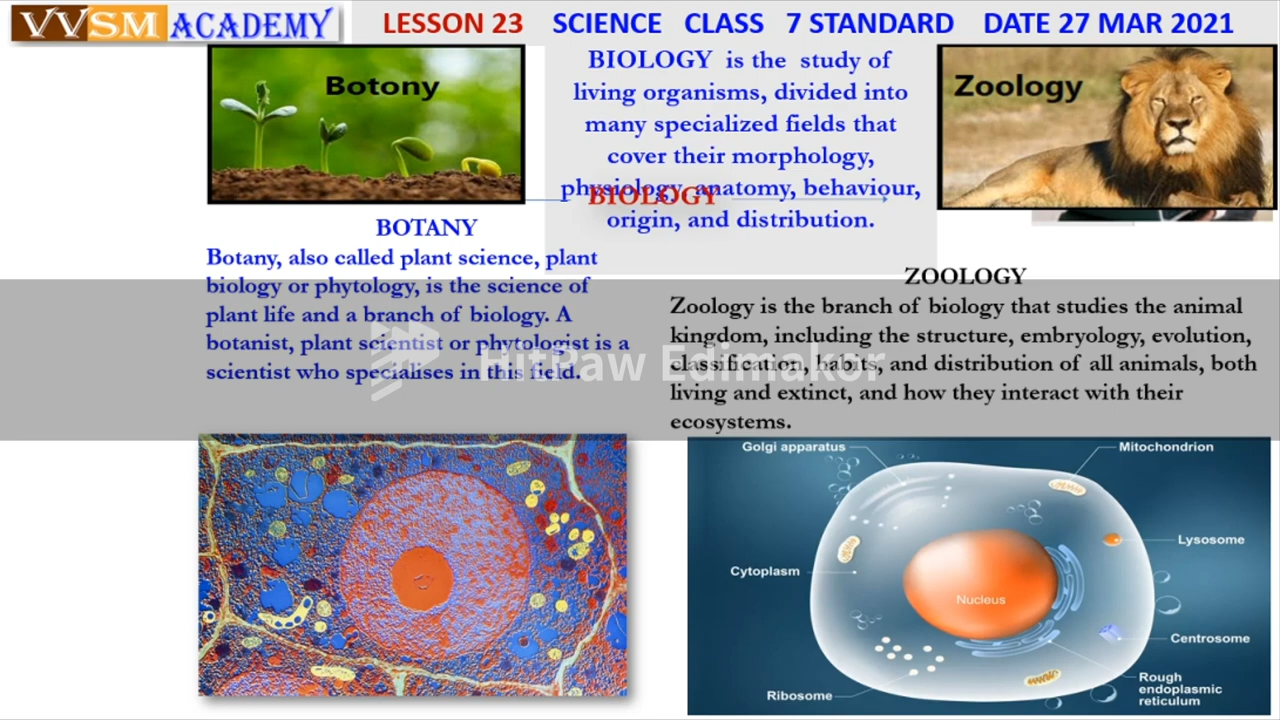 VVSM ACADEMY
LESSON 23 SCIENCE CLASS 7 STANDARD DATE 27 MAR 2021
Botony
BIOLOGY is the study of
living organisms, divided into
many specialized fields that
cover their morphology,
physiology, anatomy, behaviour,
origin, and distribution.
BIOLOGY
Zoology
BOTANY
Botany, also called plant science, plant
biology or phytology, is the science of
plant life and a branch of biology. A
botanist, plant scientist or phytologist is a
scientist who specialises in this field.
ZOOLOGY
Zoology is the branch of biology that studies the animal
kingdom, including the structure, embryology, evolution,
classification, habits, and distribution of all animals, both
living and extinct, and how they interact with their
ecosystems.
HitPaw Edimakor
Golgi apparatus
Mitochondrion
Lysosome
Cytoplasm
Nucleus
Centrosome
Ribosome
Rough
endoplasmic
reticulum